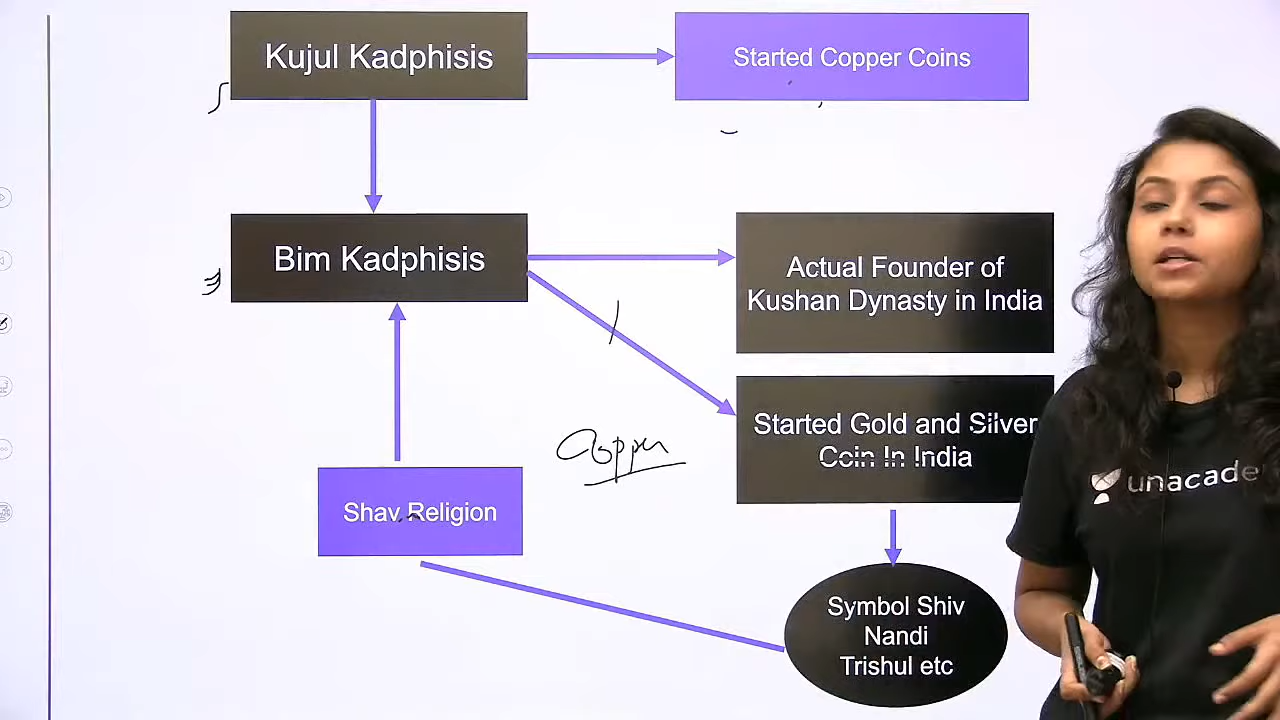 Kujul Kadphisis
Started Copper Coins
Bim Kadphisis
Actual Founder of
Kushan Dynasty in India
Started Gold and Silver
Coin In India
Copper
Shav Religion
Symbol Shiv
Nandi
Trishul etc
unacade